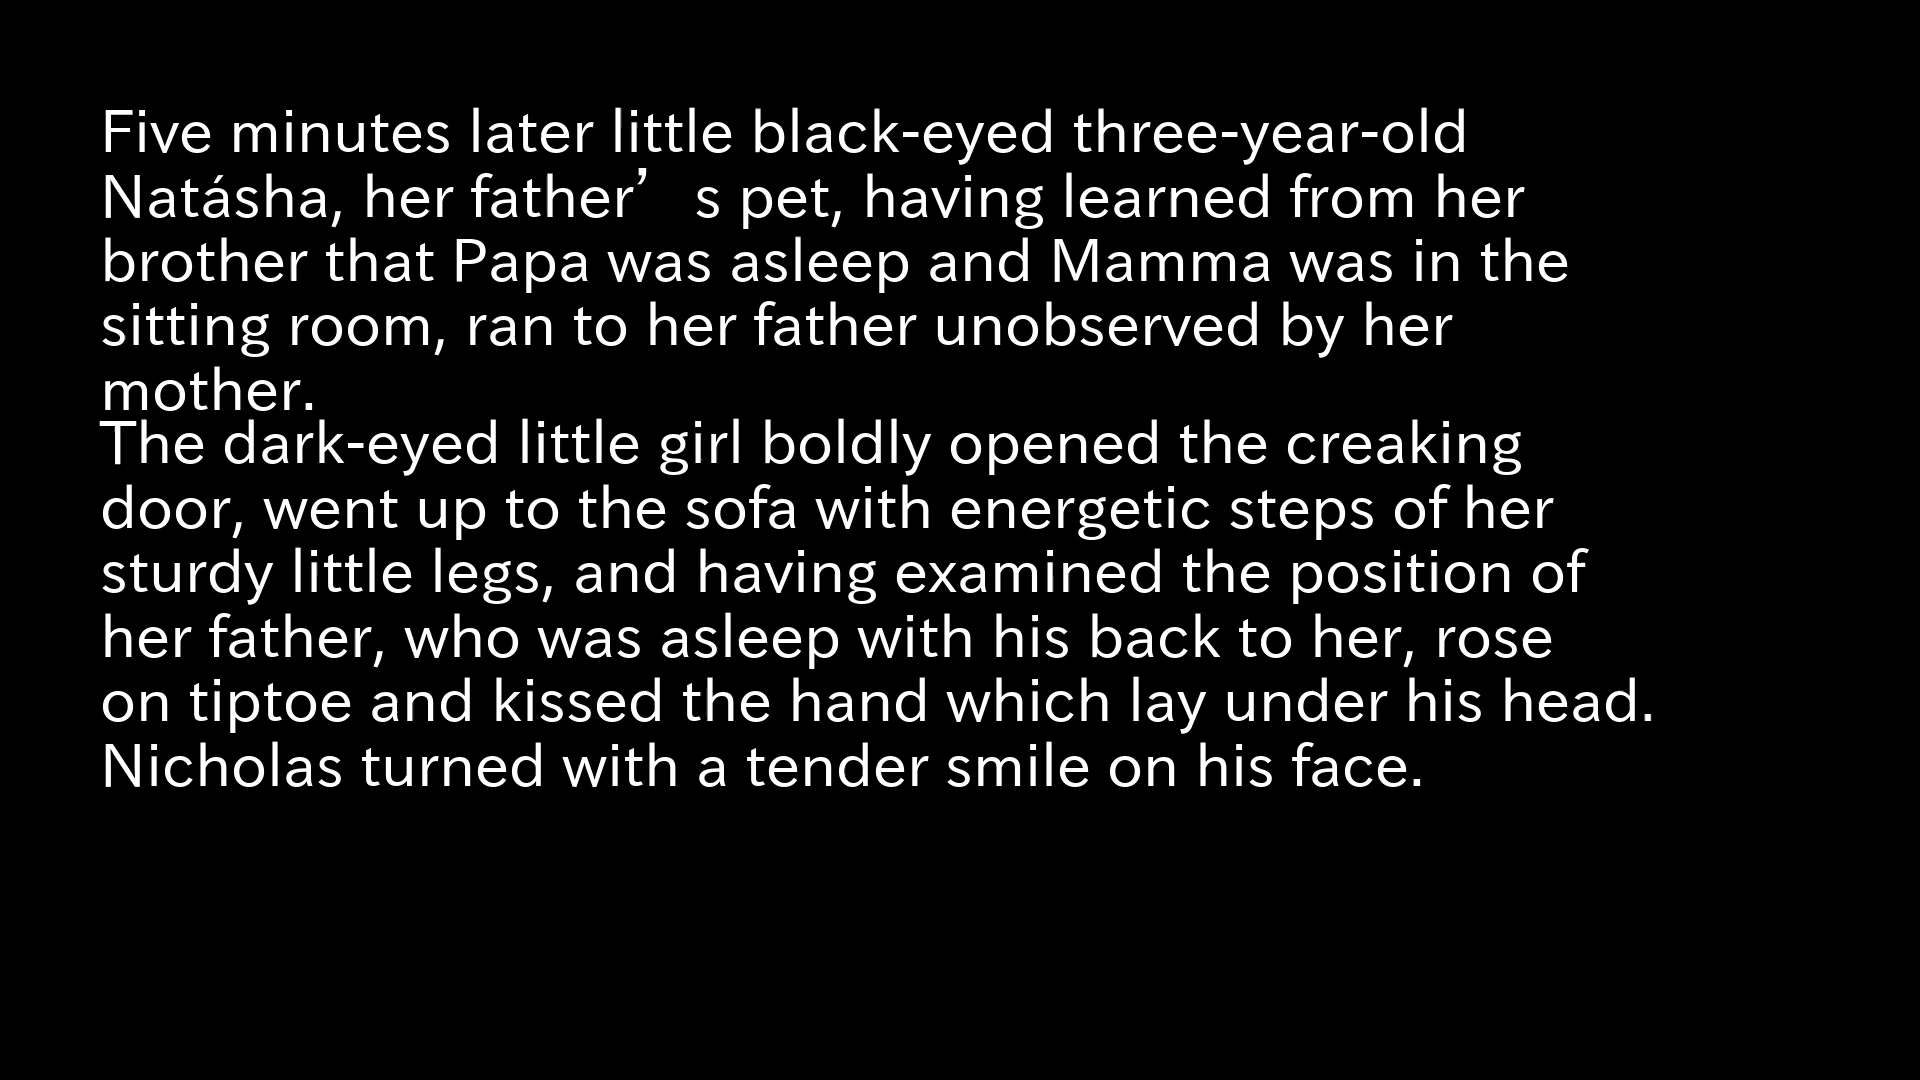 Five minutes later little black-eyed three-year-old
Natásha, her father’s pet, having learned from her
brother that Papa was asleep and Mamma was in the
sitting room, ran to her father unobserved by her
mother.
The dark-eyed little girl boldly opened the creaking
door, went up to the sofa with energetic steps of her
sturdy little legs, and having examined the position of
her father, who was asleep with his back to her, rose
on tiptoe and kissed the hand which lay under his head.
Nicholas turned with a tender smile on his face.